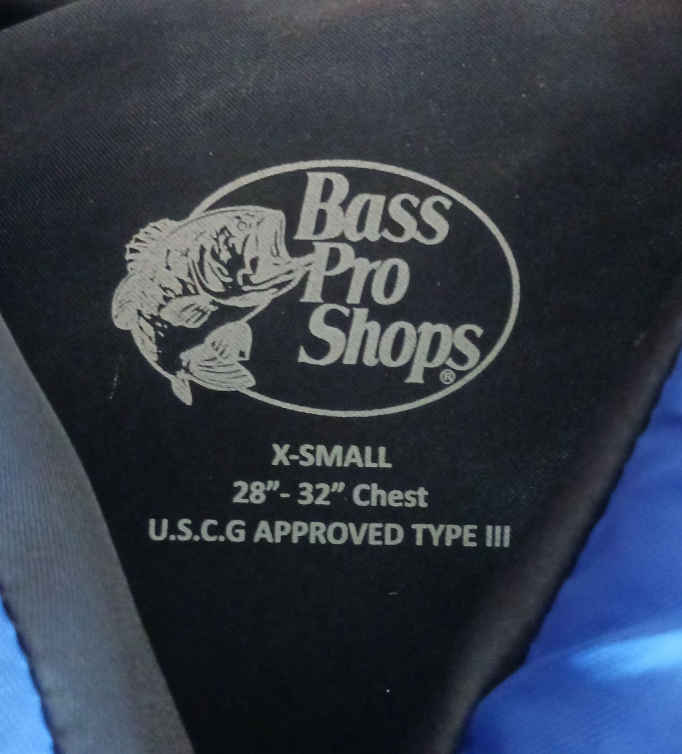 Bass
Pro
Shops®
X-SMALL
28”- 32” Chest
U.S.C.G APPROVED TYPE III